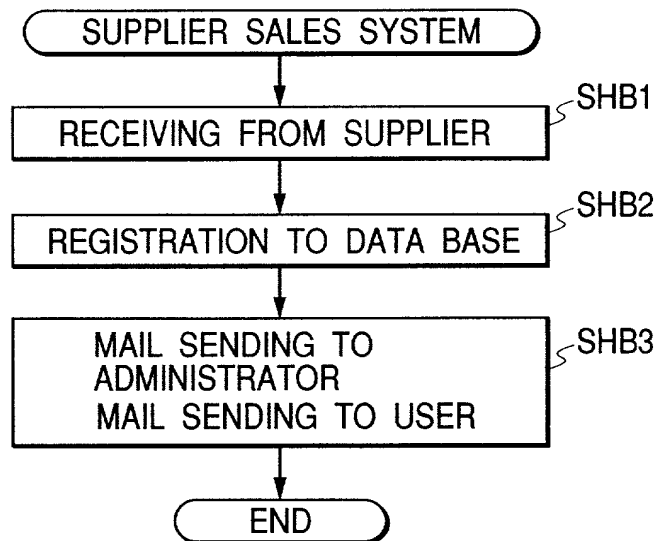 SUPPLIER SALES SYSTEM
SHB1
RECEIVING FROM SUPPLIER
SHB2
REGISTRATION TO DATA BASE
SHB3
MAIL SENDING TO
ADMINISTRATOR
MAIL SENDING TO USER
END